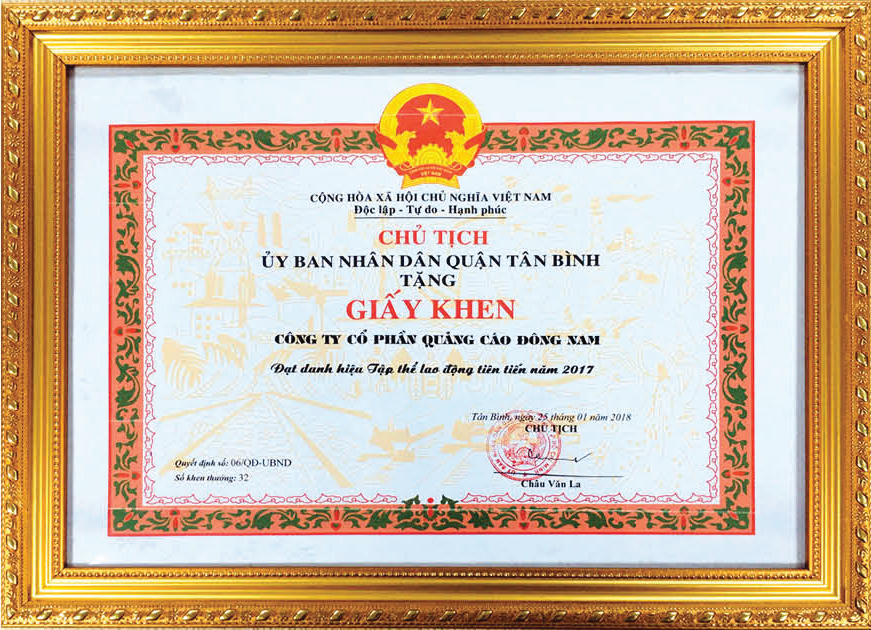 CỘNG HÒA XÃ HỘI CHỦ NGHĨA VIỆT NAM
Độc lập - Tự do - Hạnh phúc
CHỦ TỊCH
ỦY BAN NHÂN DÂN QUẬN TÂN BÌNH
TẶNG
GIẤY KHEN
CÔNG TY CỔ PHẦN QUẢNG CÁO ĐÔNG NAM
Đạt danh hiệu Tập thể lao động tiên tiến năm 2017
Tân Bình, ngày 25 tháng 01 năm 2018
CHỦ TỊCH
Quyết định số: 06/QĐ-UBND
Số khen thưởng: 32
Châu Văn La